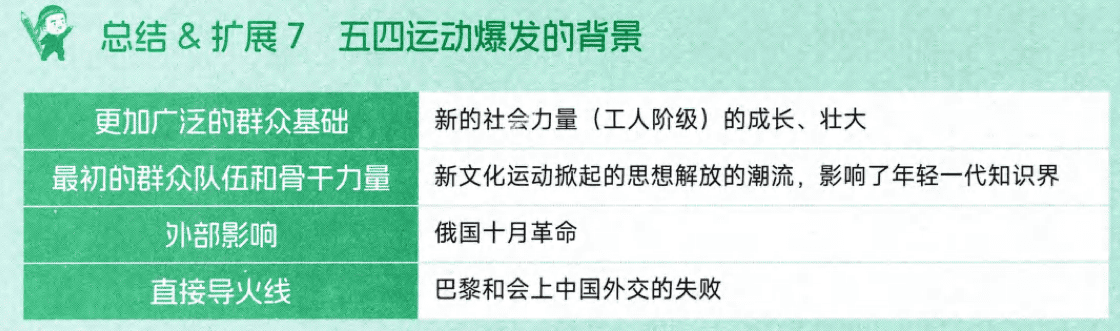 总结 & 扩展 7 五四运动爆发的背景
更加广泛的群众基础 新的社会力量（工人阶级）的成长、壮大
最初的群众队伍和骨干力量 新文化运动掀起的思想解放的潮流，影响了年轻一代知识界
外部影响 俄国十月革命
直接导火线 巴黎和会上中国外交的失败